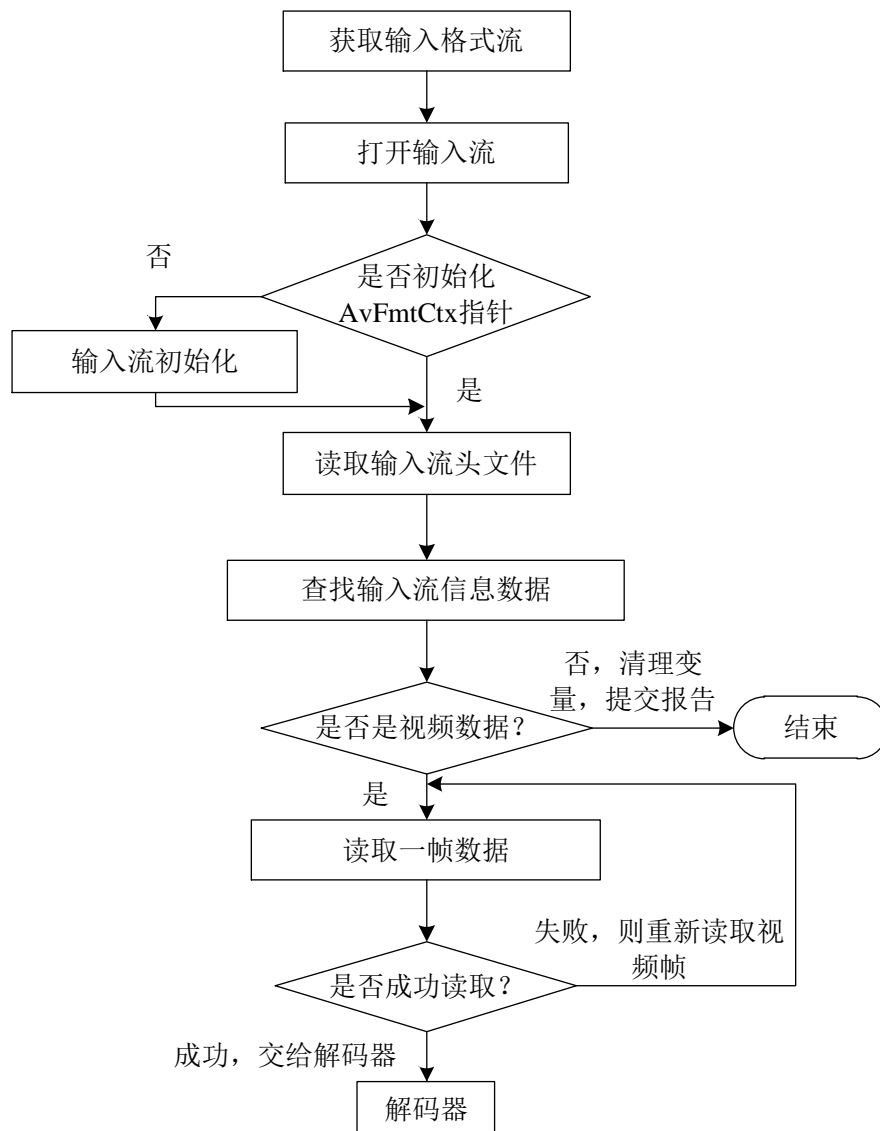 获取输入格式流
打开输入流
是否初始化
AvFmtCtx指针
否
输入流初始化
是
读取输入流头文件
查找输入流信息数据
否，清理变
量，提交报告
是否是视频数据？
结束
是
读取一帧数据
失败，则重新读取视
频帧
是否成功读取？
成功，交给解码器
解码器